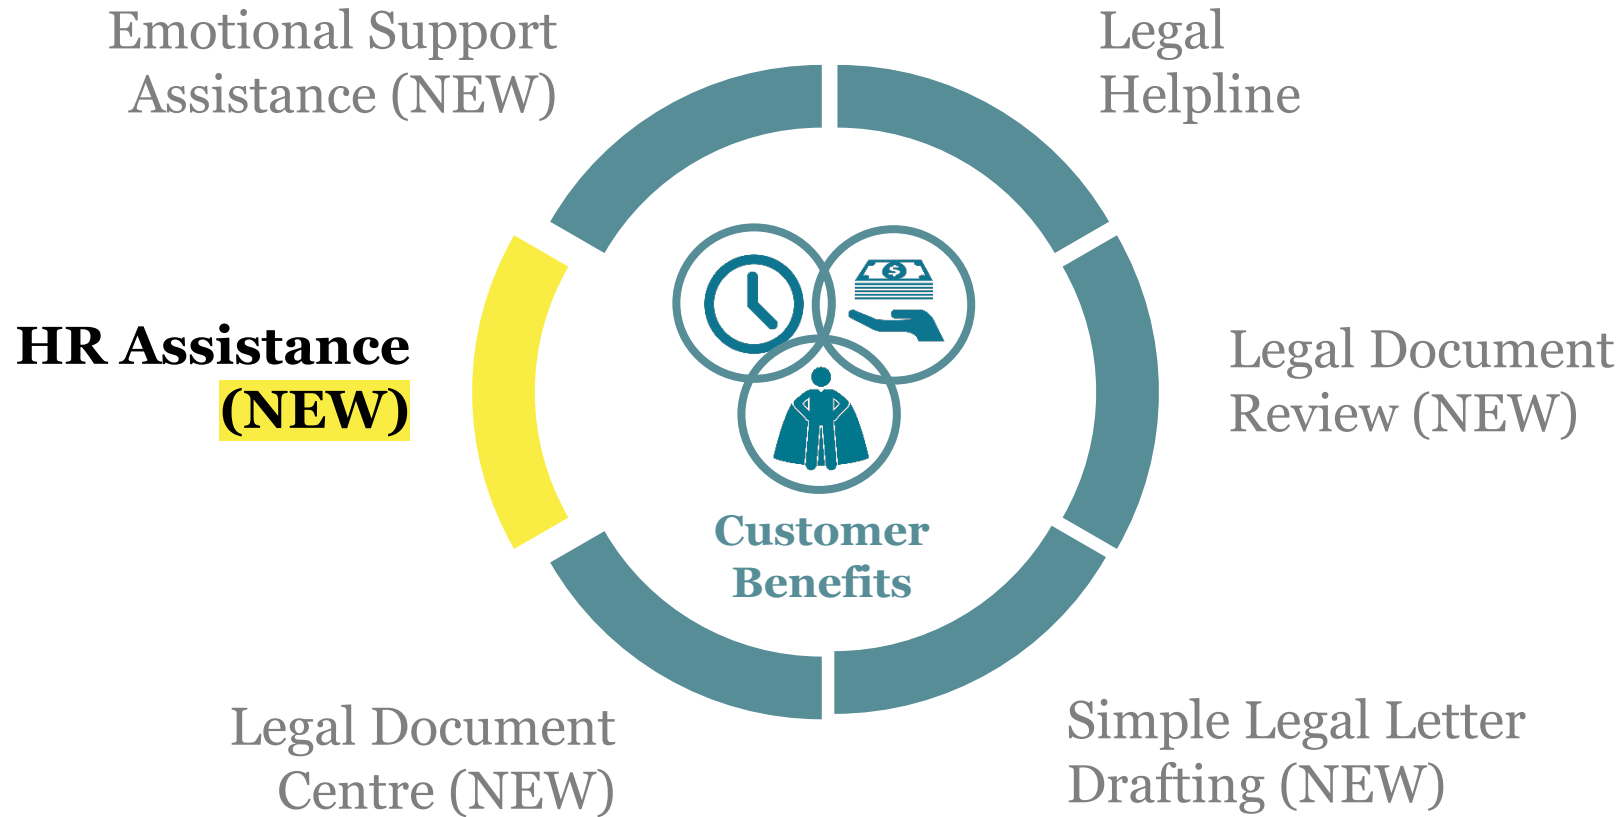 Emotional Support
Assistance (NEW)
Legal
Helpline
HR Assistance
(NEW)
$
Customer
Benefits
Legal Document
Review (NEW)
Legal Document
Centre (NEW)
Simple Legal Letter
Drafting (NEW)